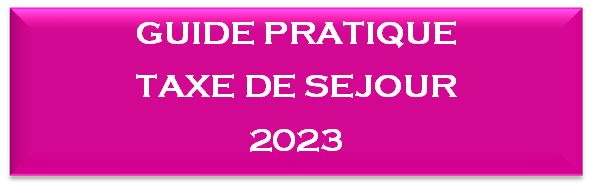 GUIDE PRATIQUE
TAXE DE SEJOUR
2023